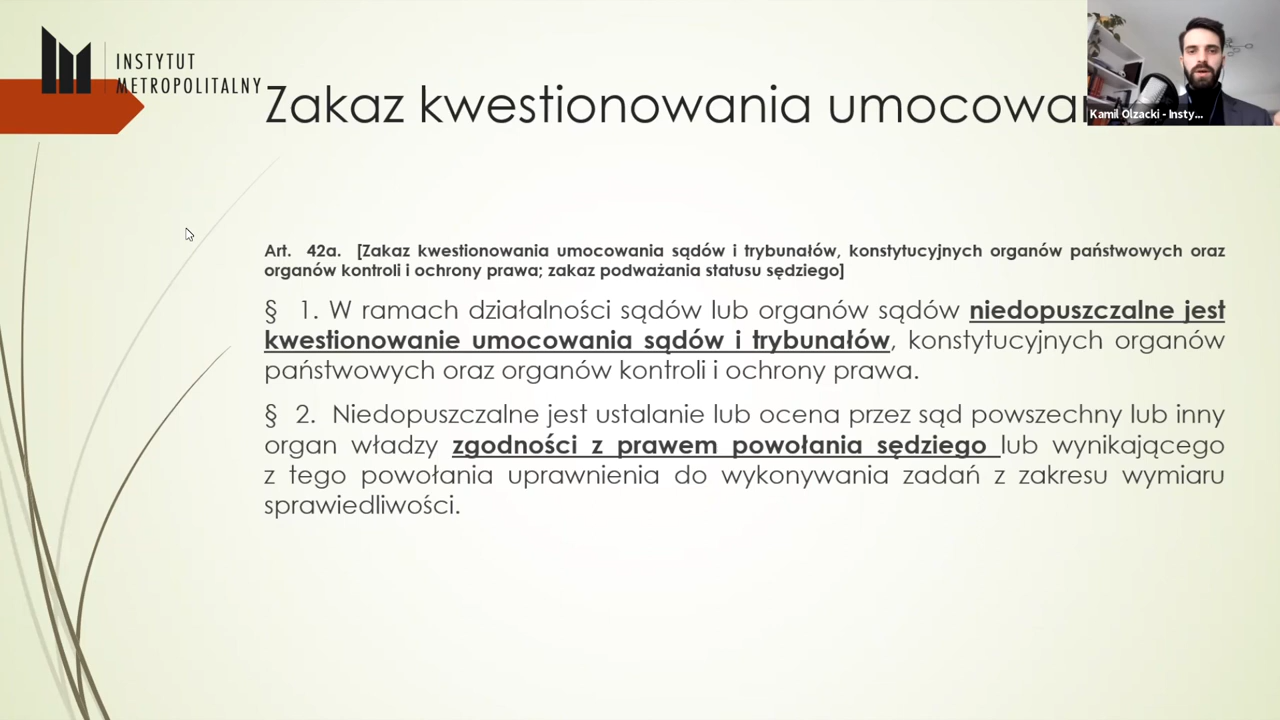 INSTYTUT
METROPOLITALNY
Zakaz kwestionowania umocowa
Kamil Olzacki - Insty...
Art. 42a. [Zakaz kwestionowania umocowania sądów i trybunałów, konstytucyjnych organów państwowych oraz
organów kontroli i ochrony prawa; zakaz podważania statusu sędziego]
§ 1. W ramach działalności sądów lub organów sądów niedopuszczalne jest
kwestionowanie umocowania sądów i trybunałów, konstytucyjnych organów
państwowych oraz organów kontroli i ochrony prawa.
§ 2. Niedopuszczalne jest ustalanie lub ocena przez sąd powszechny lub inny
organ władzy zgodności z prawem powołania sędziego lub wynikającego
z tego powołania uprawnienia do wykonywania zadań z zakresu wymiaru
sprawiedliwości.